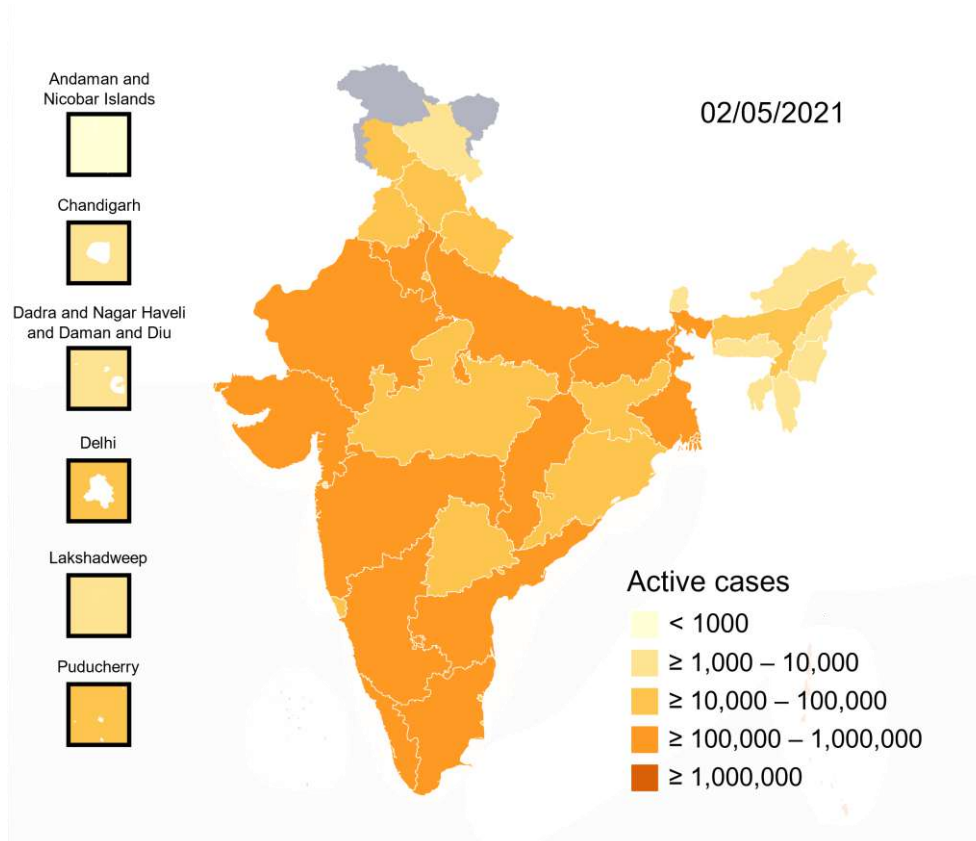 Andaman and
Nicobar Islands
02/05/2021
Chandigarh
Dadra and Nagar Haveli
and Daman and Diu
Delhi
Lakshadweep
Puducherry
Active cases
< 1000
≥ 1,000 – 10,000
≥ 10,000 – 100,000
≥ 100,000 – 1,000,000
≥ 1,000,000